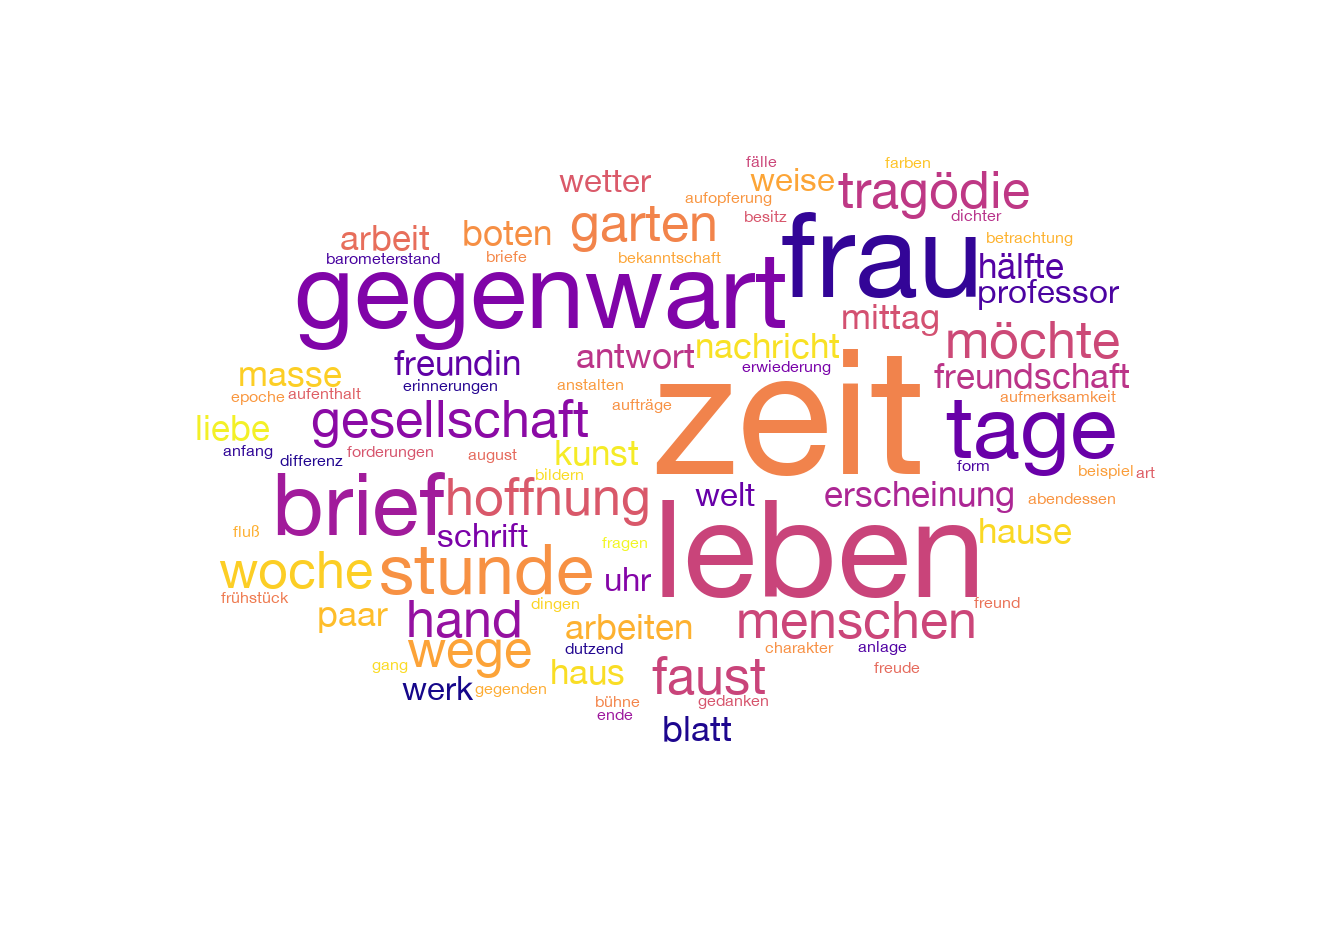 fälle
farben
wetter
weise
tragödie
aufopferung
besitz
dichter
garten
boten
arbeit
frau
betrachtung
barometerstand
briefe
bekanntschaft
hälfte
gegenwart
professor
mittag
möchte
nachricht
antwort
freundin
erwiederung
masse
freundschaft
erinnerungen
anstalten
epoche
aufenthalt
aufmerksamkeit
aufträge
zeit
gesellschaft
liebe
tage
anfang
forderungen
august
kunst
differenz
form
beispiel
art
bildern
brief
hoffnung
welt
erscheinung
abendessen
fluß
schrift
hause
fragen
leben
woche
stunde
uhr
frühstück
dingen
freund
paar
hand
arbeiten
menschen
wege
dutzend
charakter
anlage
gang
haus
faust
freude
werk
gegenden
bühne
gedanken
ende
blatt